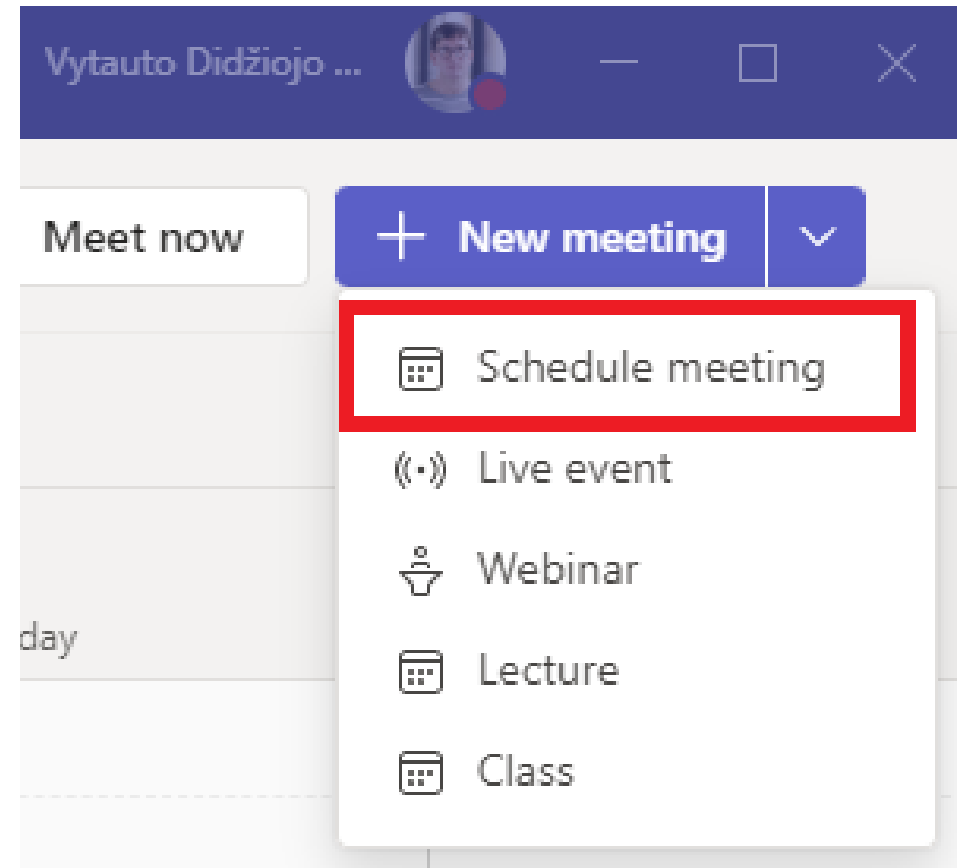 Vytauto Didžiojo ...
Meet now
New meeting
Schedule meeting
Live event
Webinar
day
Lecture
Class